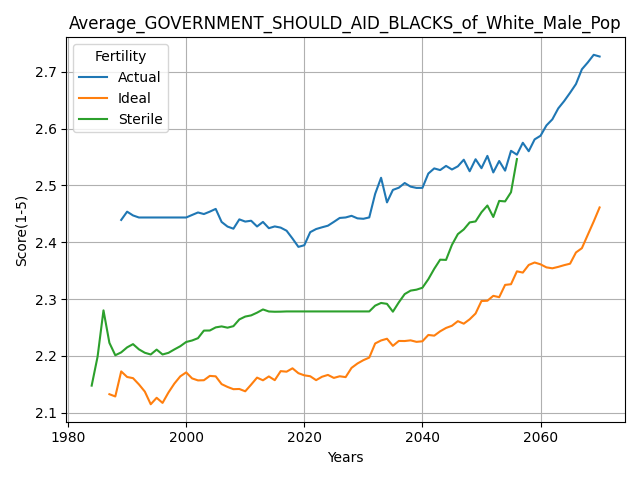 Average_GOVERNMENT_SHOULD_AID_BLACKS_of_White_Male_Pop
Fertility
Actual
Ideal
Sterile
2.7
2.6
2.5
2.4
2.3
2.2
2.1
Score(1-5)
1980
2000
2020
2040
2060
Years